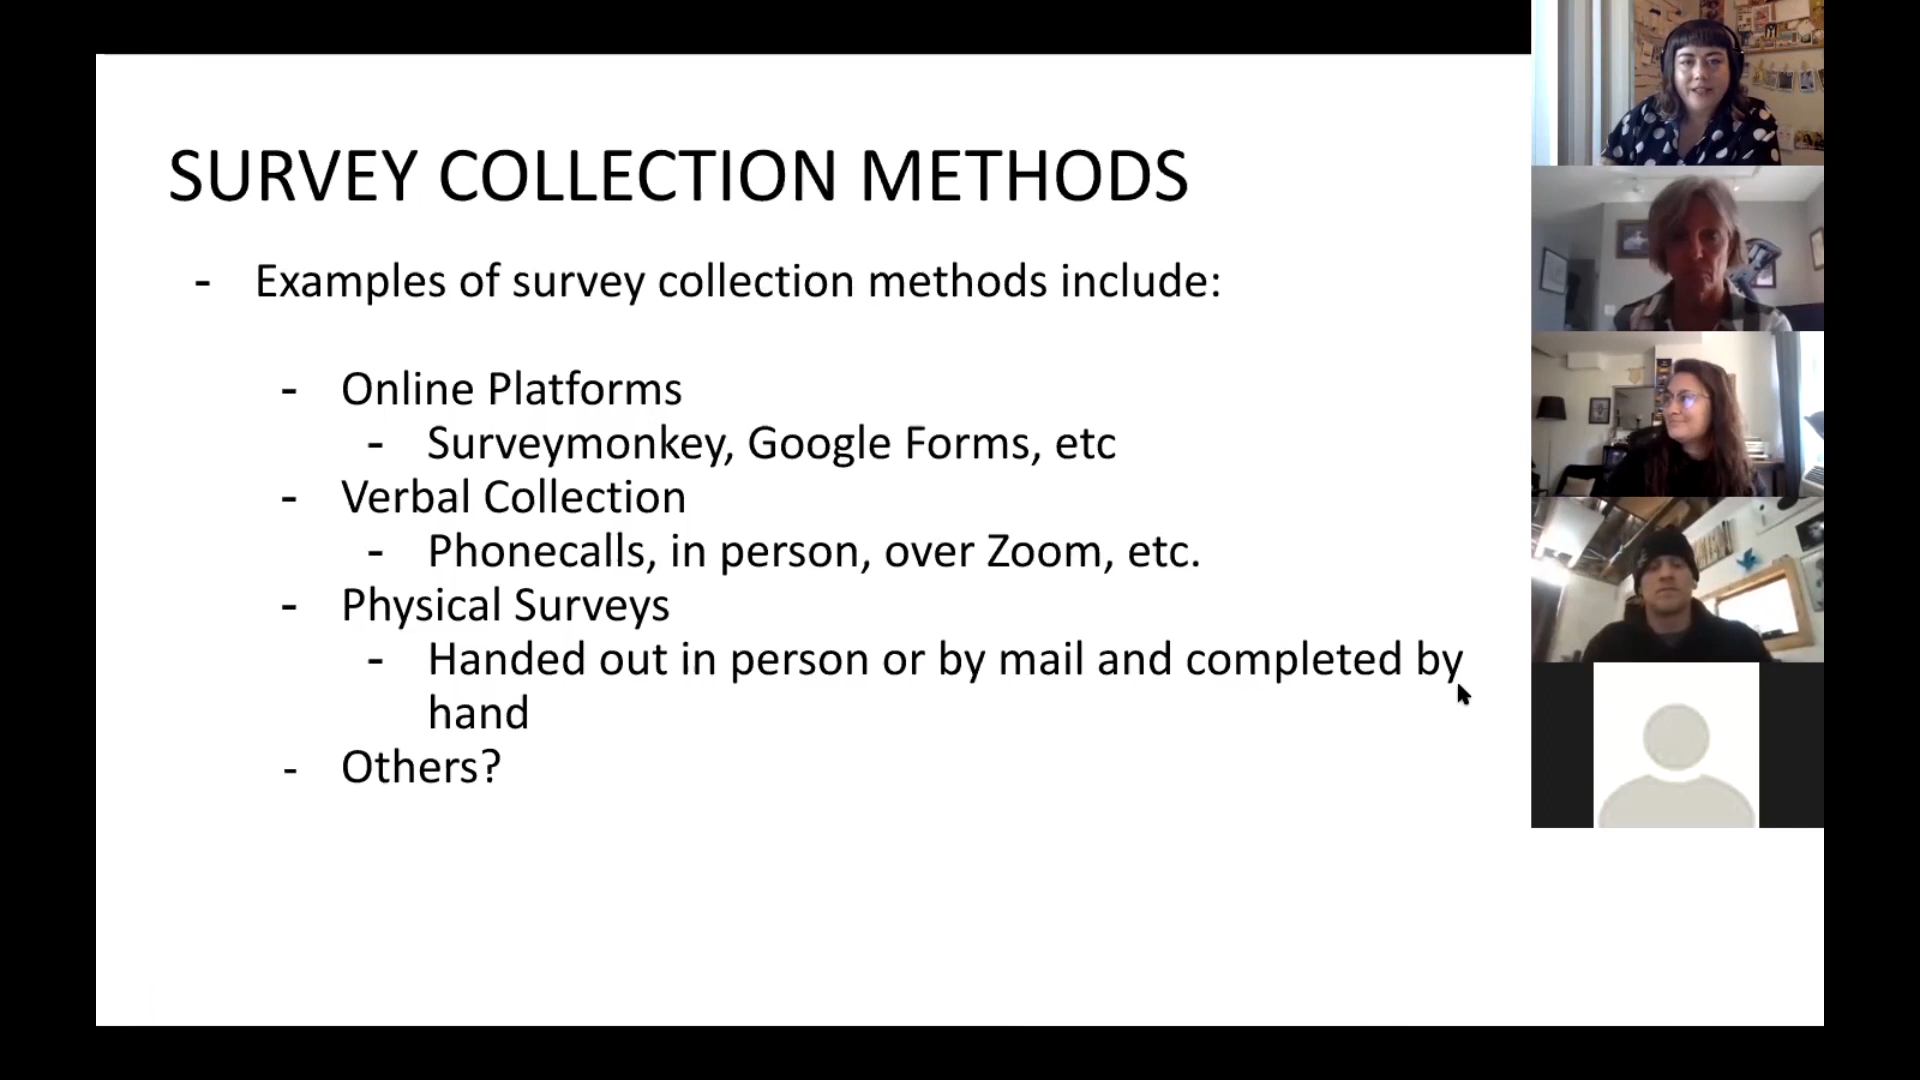 SURVEY COLLECTION METHODS
- Examples of survey collection methods include:
- Online Platforms
- Surveymonkey, Google Forms, etc
- Verbal Collection
- Phonecalls, in person, over Zoom, etc.
- Physical Surveys
- Handed out in person or by mail and completed by
hand
- Others?